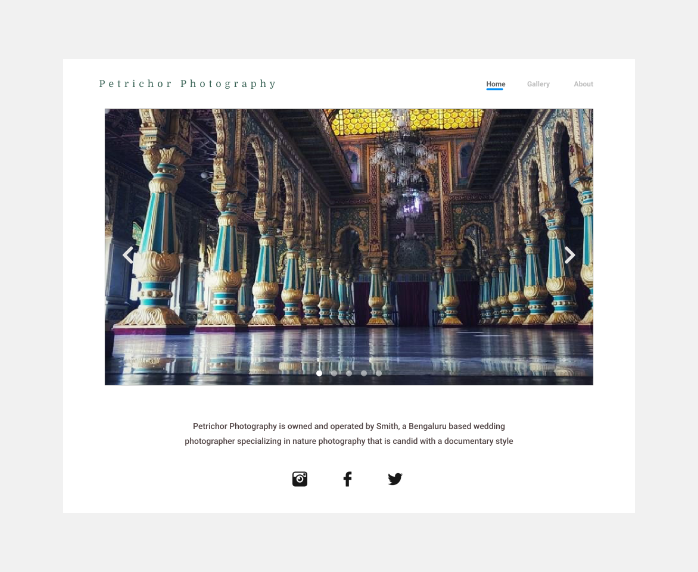 Petrichor Photography
Home Gallery About
Petrichor Photography is owned and operated by Smith, a Bengaluru based wedding
photographer specializing in nature photography that is candid with a documentary style